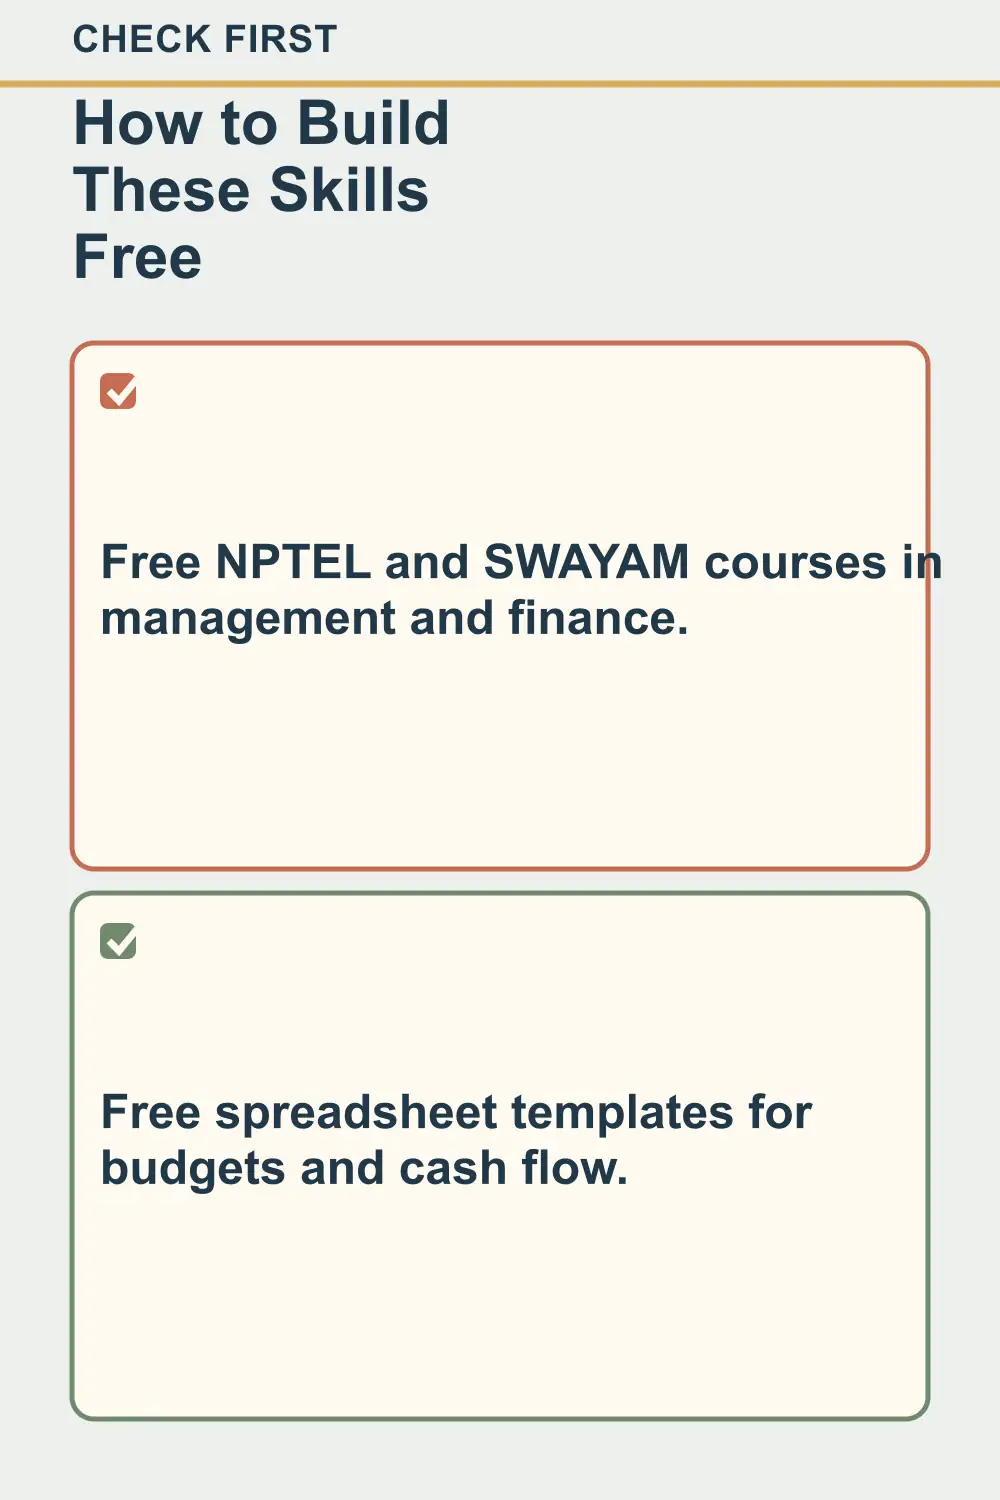 CHECK FIRST
How to Build
These Skills
Free
Free NPTEL and SWAYAM courses in
management and finance.
Free spreadsheet templates for
budgets and cash flow.